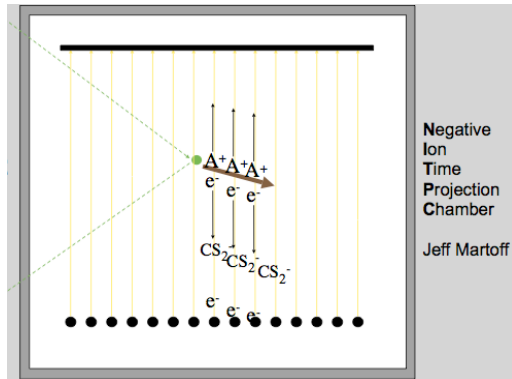 A⁺ A⁺ A⁺
e⁻ e⁻ e⁻
CS₂⁻ CS₂⁻ CS₂⁻
e⁻ e⁻ e⁻
Negative
Ion
Time
Projection
Chamber
Jeff Martoff